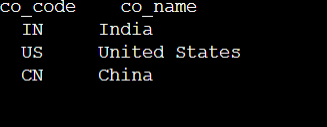 co_code co_name
IN India
US United States
CN China